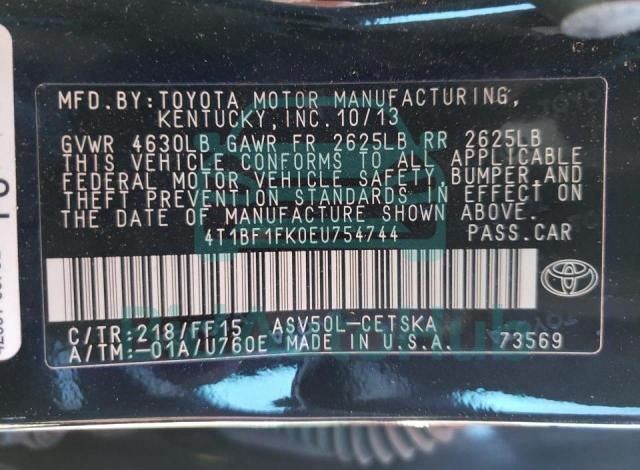 MFD.BY:TOYOTA MOTOR MANUFACTURING,
KENTUCKY,INC.10/13
GVWR 4630LB GAWR FR 2625LB RR 2625LB
THIS VEHICLE CONFORMS TO ALL APPLICABLE
FEDERAL MOTOR VEHICLE SAFETY,BUMPER,AND
THEFT PREVENTION STANDARDS IN EFFECT ON
THE DATE OF MANUFACTURE SHOWN ABOVE.
4T1BF1FK0EU754744 PASS.CAR
C/TR:218/FF15 ASV50L-CETSKA
A/TM:-01A/U760E MADE IN U.S.A. 73569